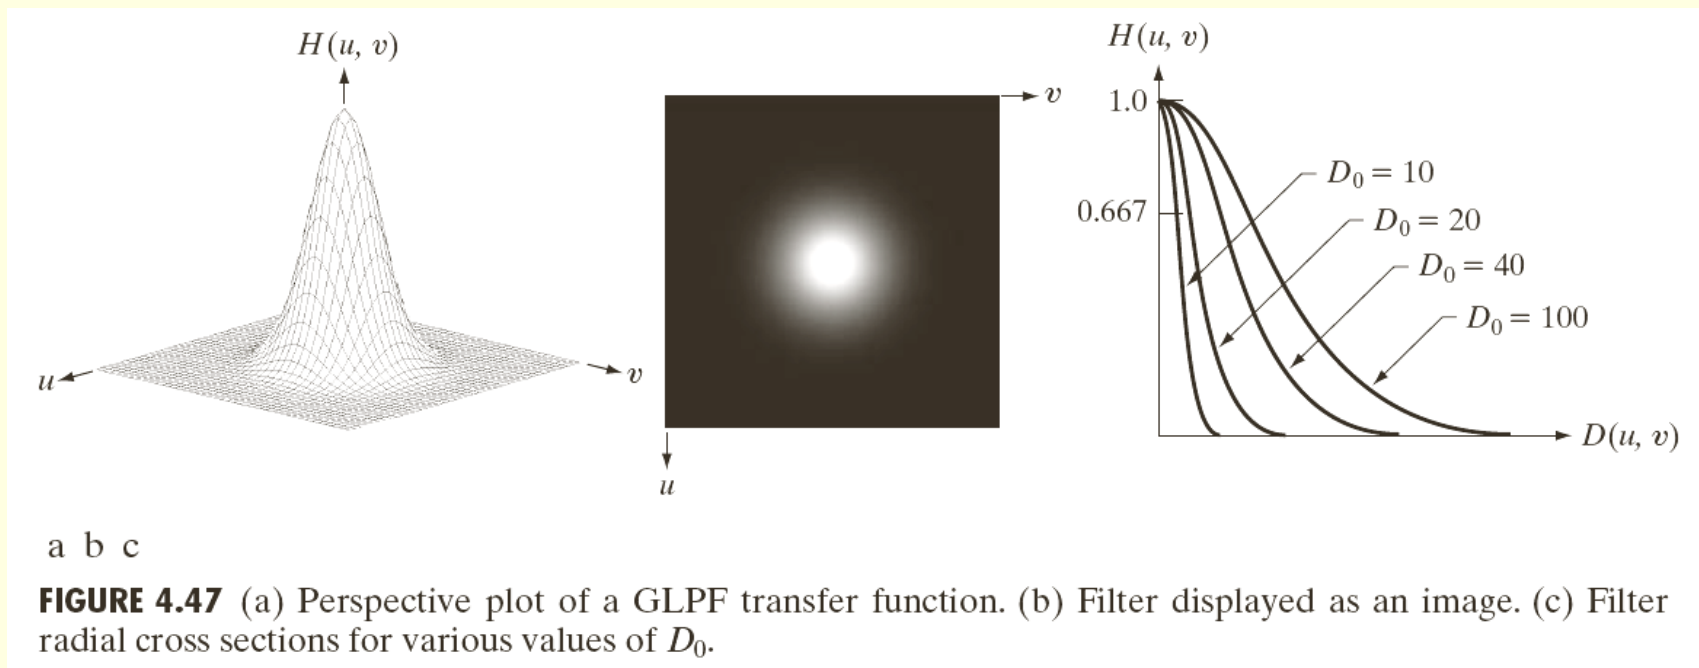 H(u, v)
u
v
v
u
H(u, v)
1.0
0.667
D₀ = 10
D₀ = 20
D₀ = 40
D₀ = 100
D(u, v)
a b c
FIGURE 4.47 (a) Perspective plot of a GLPF transfer function. (b) Filter displayed as an image. (c) Filter
radial cross sections for various values of D₀.